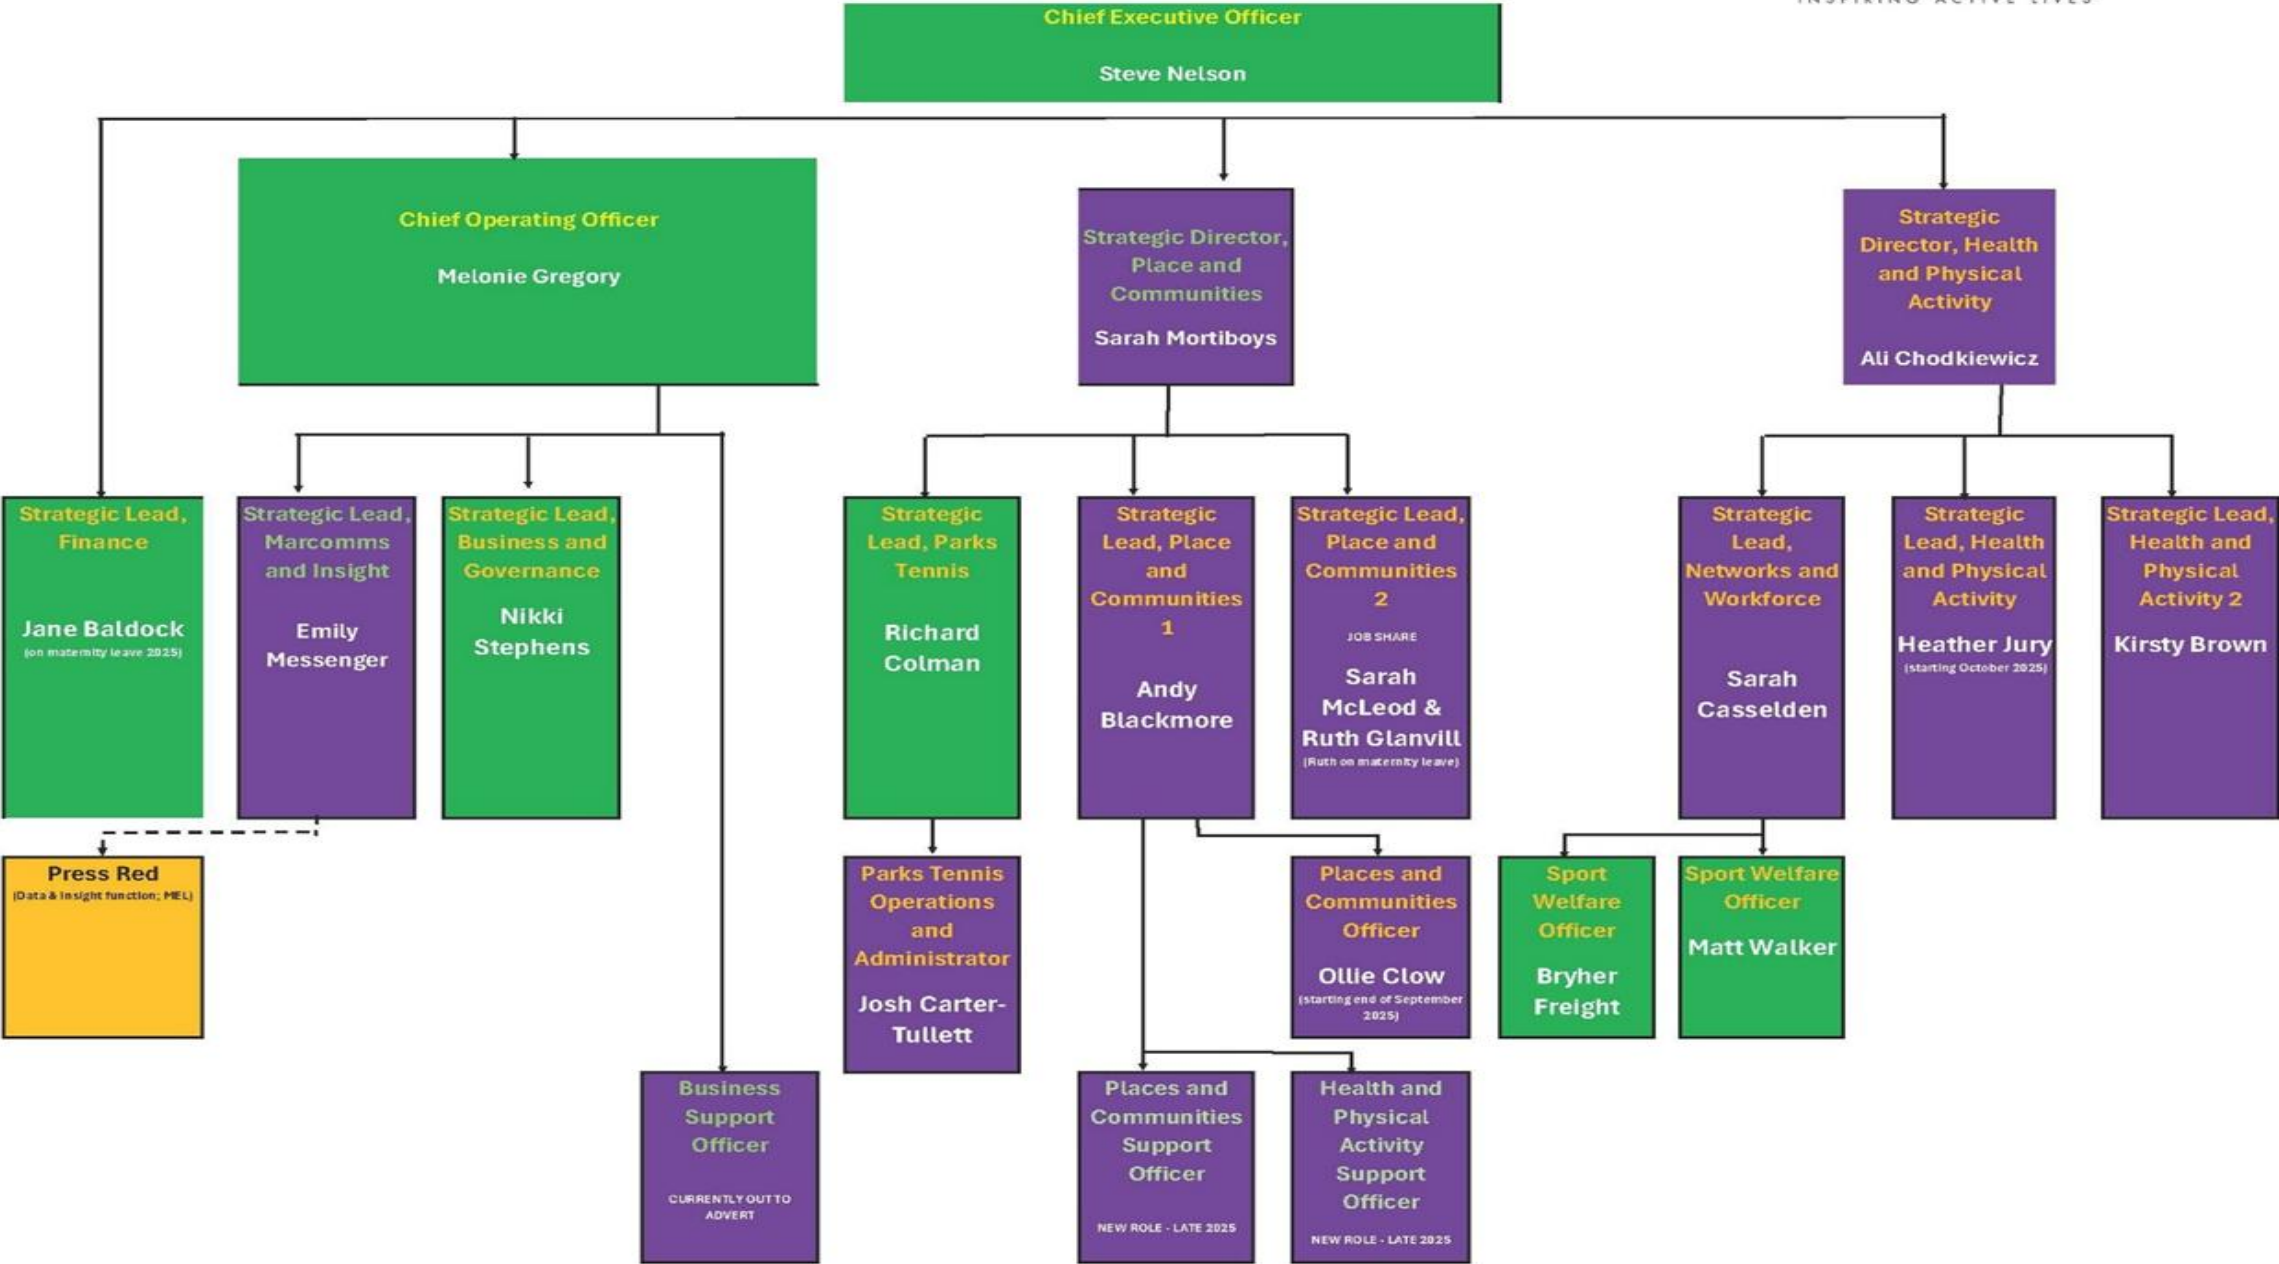 INSPIRING ACTIVE LIVES
Chief Executive Officer
Steve Nelson
Chief Operating Officer
Melonie Gregory
Strategic Director,
Place and
Communities
Sarah Mortiboys
Strategic
Director, Health
and Physical
Activity
Ali Chodkiewicz
Strategic Lead,
Finance
Jane Baldock
(on maternity leave 2025)
Strategic Lead,
Marcomms
and Insight
Emily
Messenger
Strategic Lead,
Business and
Governance
Nikki
Stephens
Strategic
Lead, Parks
Tennis
Richard
Colman
Strategic
Lead, Place
and
Communities
1
Andy
Blackmore
Strategic Lead,
Place and
Communities
2
JOB SHARE
Sarah
McLeod &
Ruth Glanvill
(Ruth on maternity leave)
Strategic
Lead,
Networks and
Workforce
Sarah
Casselden
Strategic
Lead, Health
and Physical
Activity
Heather Jury
(starting October 2025)
Strategic Lead,
Health and
Physical
Activity 2
Kirsty Brown
Press Red
(Data & Insight function; MEL)
Parks Tennis
Operations
and
Administrator
Josh Carter-
Tullett
Places and
Communities
Officer
Ollie Clow
(starting end of September
2025)
Sport
Welfare
Officer
Bryher
Freight
Sport Welfare
Officer
Matt Walker
Business
Support
Officer
CURRENTLY OUT TO
ADVERT
Places and
Communities
Support
Officer
NEW ROLE - LATE 2025
Health and
Physical
Activity
Support
Officer
NEW ROLE - LATE 2025